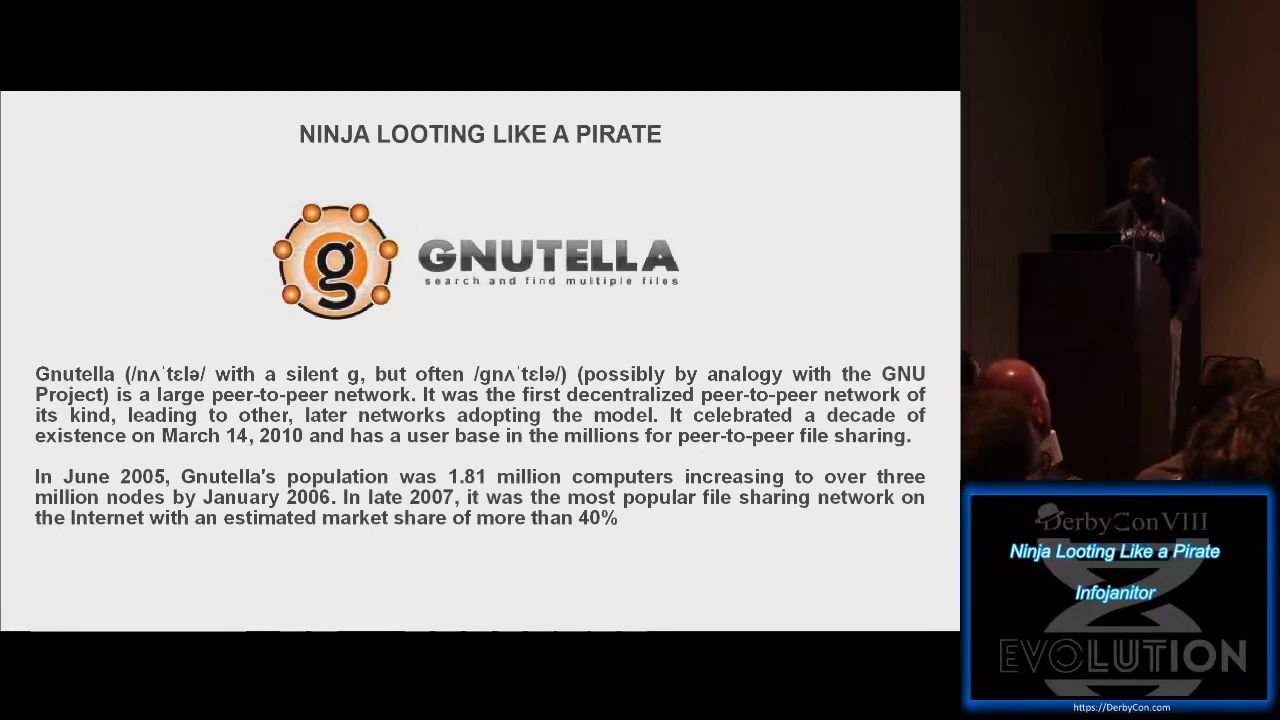 NINJA LOOTING LIKE A PIRATE
g
GNUTELLA
search and find multiple files
Gnutella (/nʌˈtɛlə/ with a silent g, but often /ɡnʌˈtɛlə/) (possibly by analogy with the GNU
Project) is a large peer-to-peer network. It was the first decentralized peer-to-peer network of
its kind, leading to other, later networks adopting the model. It celebrated a decade of
existence on March 14, 2010 and has a user base in the millions for peer-to-peer file sharing.
In June 2005, Gnutella's population was 1.81 million computers increasing to over three
million nodes by January 2006. In late 2007, it was the most popular file sharing network on
the Internet with an estimated market share of more than 40%
DerbyCon VIII
Ninja Looting Like a Pirate
Infojanitor
EVOLUTION
https://DerbyCon.com